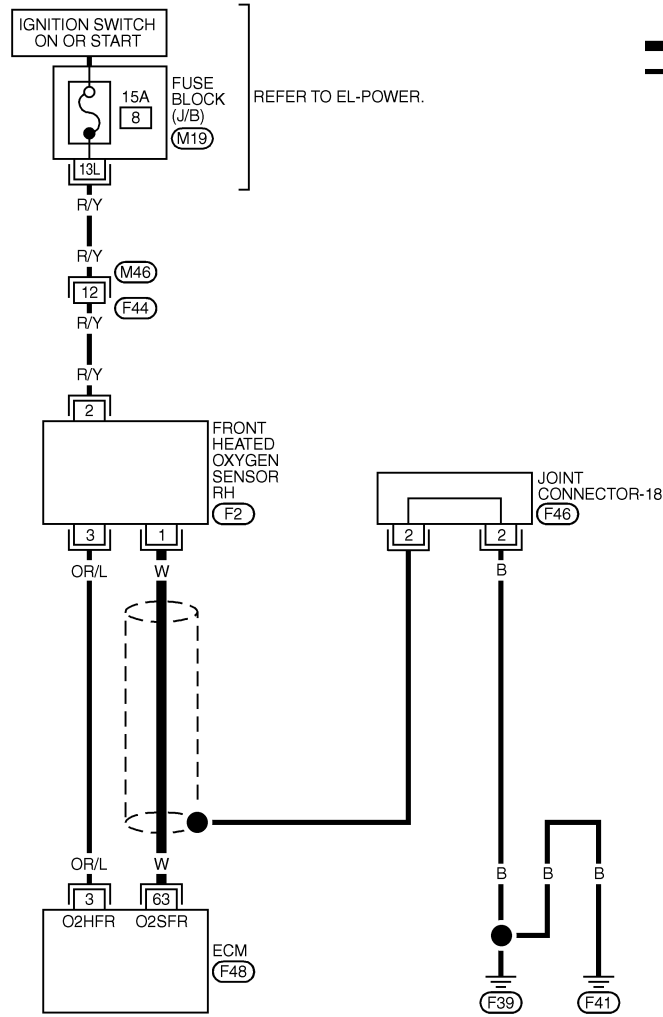 IGNITION SWITCH
ON OR START
FUSE
BLOCK
(J/B)
M19
15A
8
REFER TO EL-POWER.
13L
R/Y
R/Y
M46
12
F44
R/Y
R/Y
2
FRONT
HEATED
OXYGEN
SENSOR
RH
F2
JOINT
CONNECTOR-18
F46
3 1
2 2
OR/L W
B
OR/L W
B B B
3 63
O2HFR O2SFR
ECM
F48
F39 F41